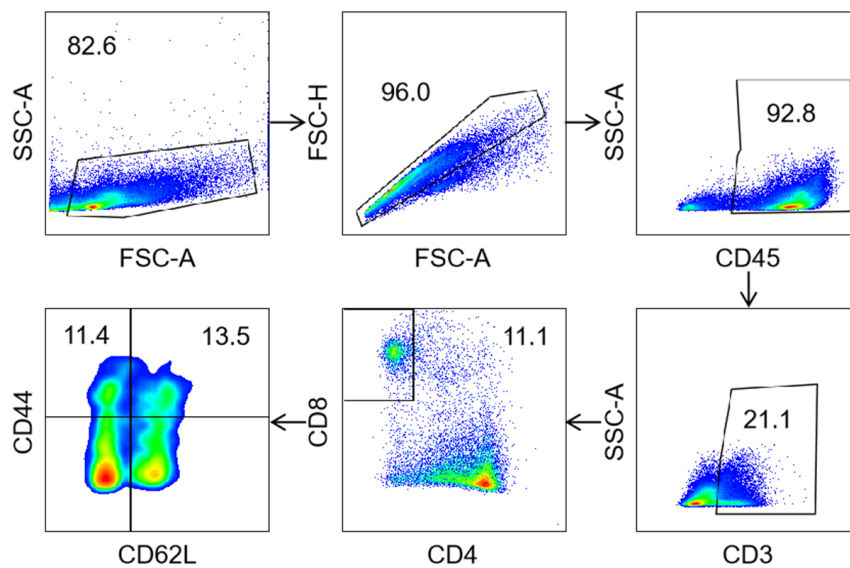 82.6
SSC-A
FSC-A
96.0
FSC-H
FSC-A
92.8
SSC-A
CD45
11.4
13.5
CD44
CD62L
11.1
CD8
CD4
21.1
SSC-A
CD3